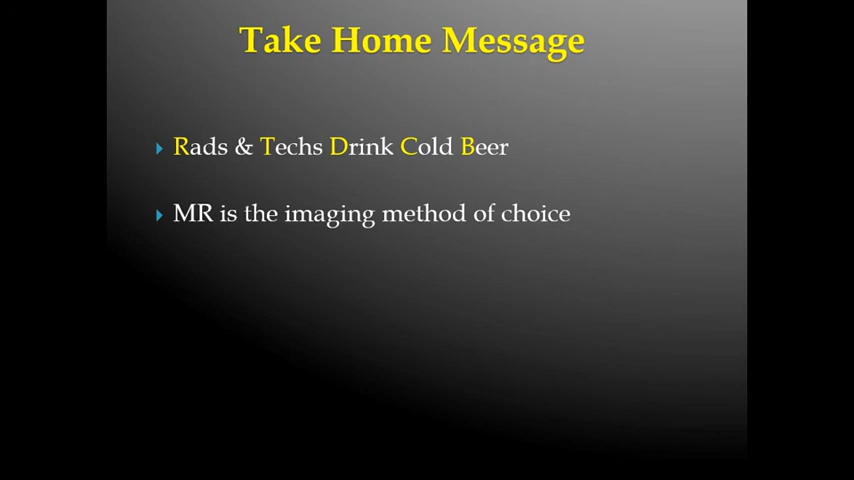 Take Home Message
Rads & Techs Drink Cold Beer
MR is the imaging method of choice